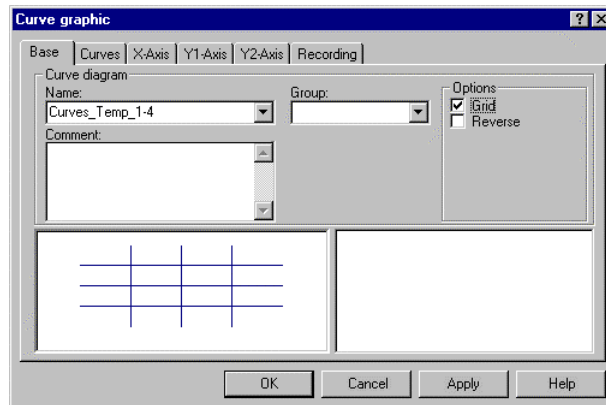 Curve graphic
Base Curves X-Axis Y1-Axis Y2-Axis Recording
Curve diagram
Name: Group: Options
Curves_Temp_1-4 Grid
Reverse
Comment:
OK Cancel Apply Help